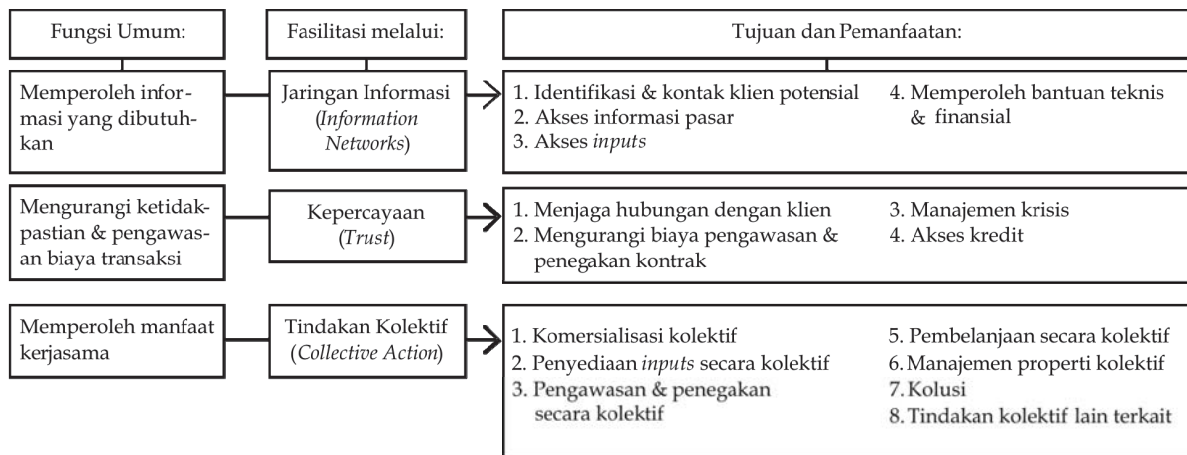 Fungsi Umum:
Fasilitasi melalui:
Tujuan dan Pemanfaatan:
Memperoleh infor-
masi yang dibutuh-
kan
Jaringan Informasi
(Information
Networks)
1. Identifikasi & kontak klien potensial
2. Akses informasi pasar
3. Akses inputs
4. Memperoleh bantuan teknis
& finansial
Mengurangi ketidak-
pastian & pengawas-
an biaya transaksi
Kepercayaan
(Trust)
1. Menjaga hubungan dengan klien
2. Mengurangi biaya pengawasan &
penegakan kontrak
3. Manajemen krisis
4. Akses kredit
Memperoleh manfaat
kerjasama
Tindakan Kolektif
(Collective Action)
1. Komersialisasi kolektif
2. Penyediaan inputs secara kolektif
3. Pengawasan & penegakan
secara kolektif
5. Pembelanjaan secara kolektif
6. Manajemen properti kolektif
7. Kolusi
8. Tindakan kolektif lain terkait